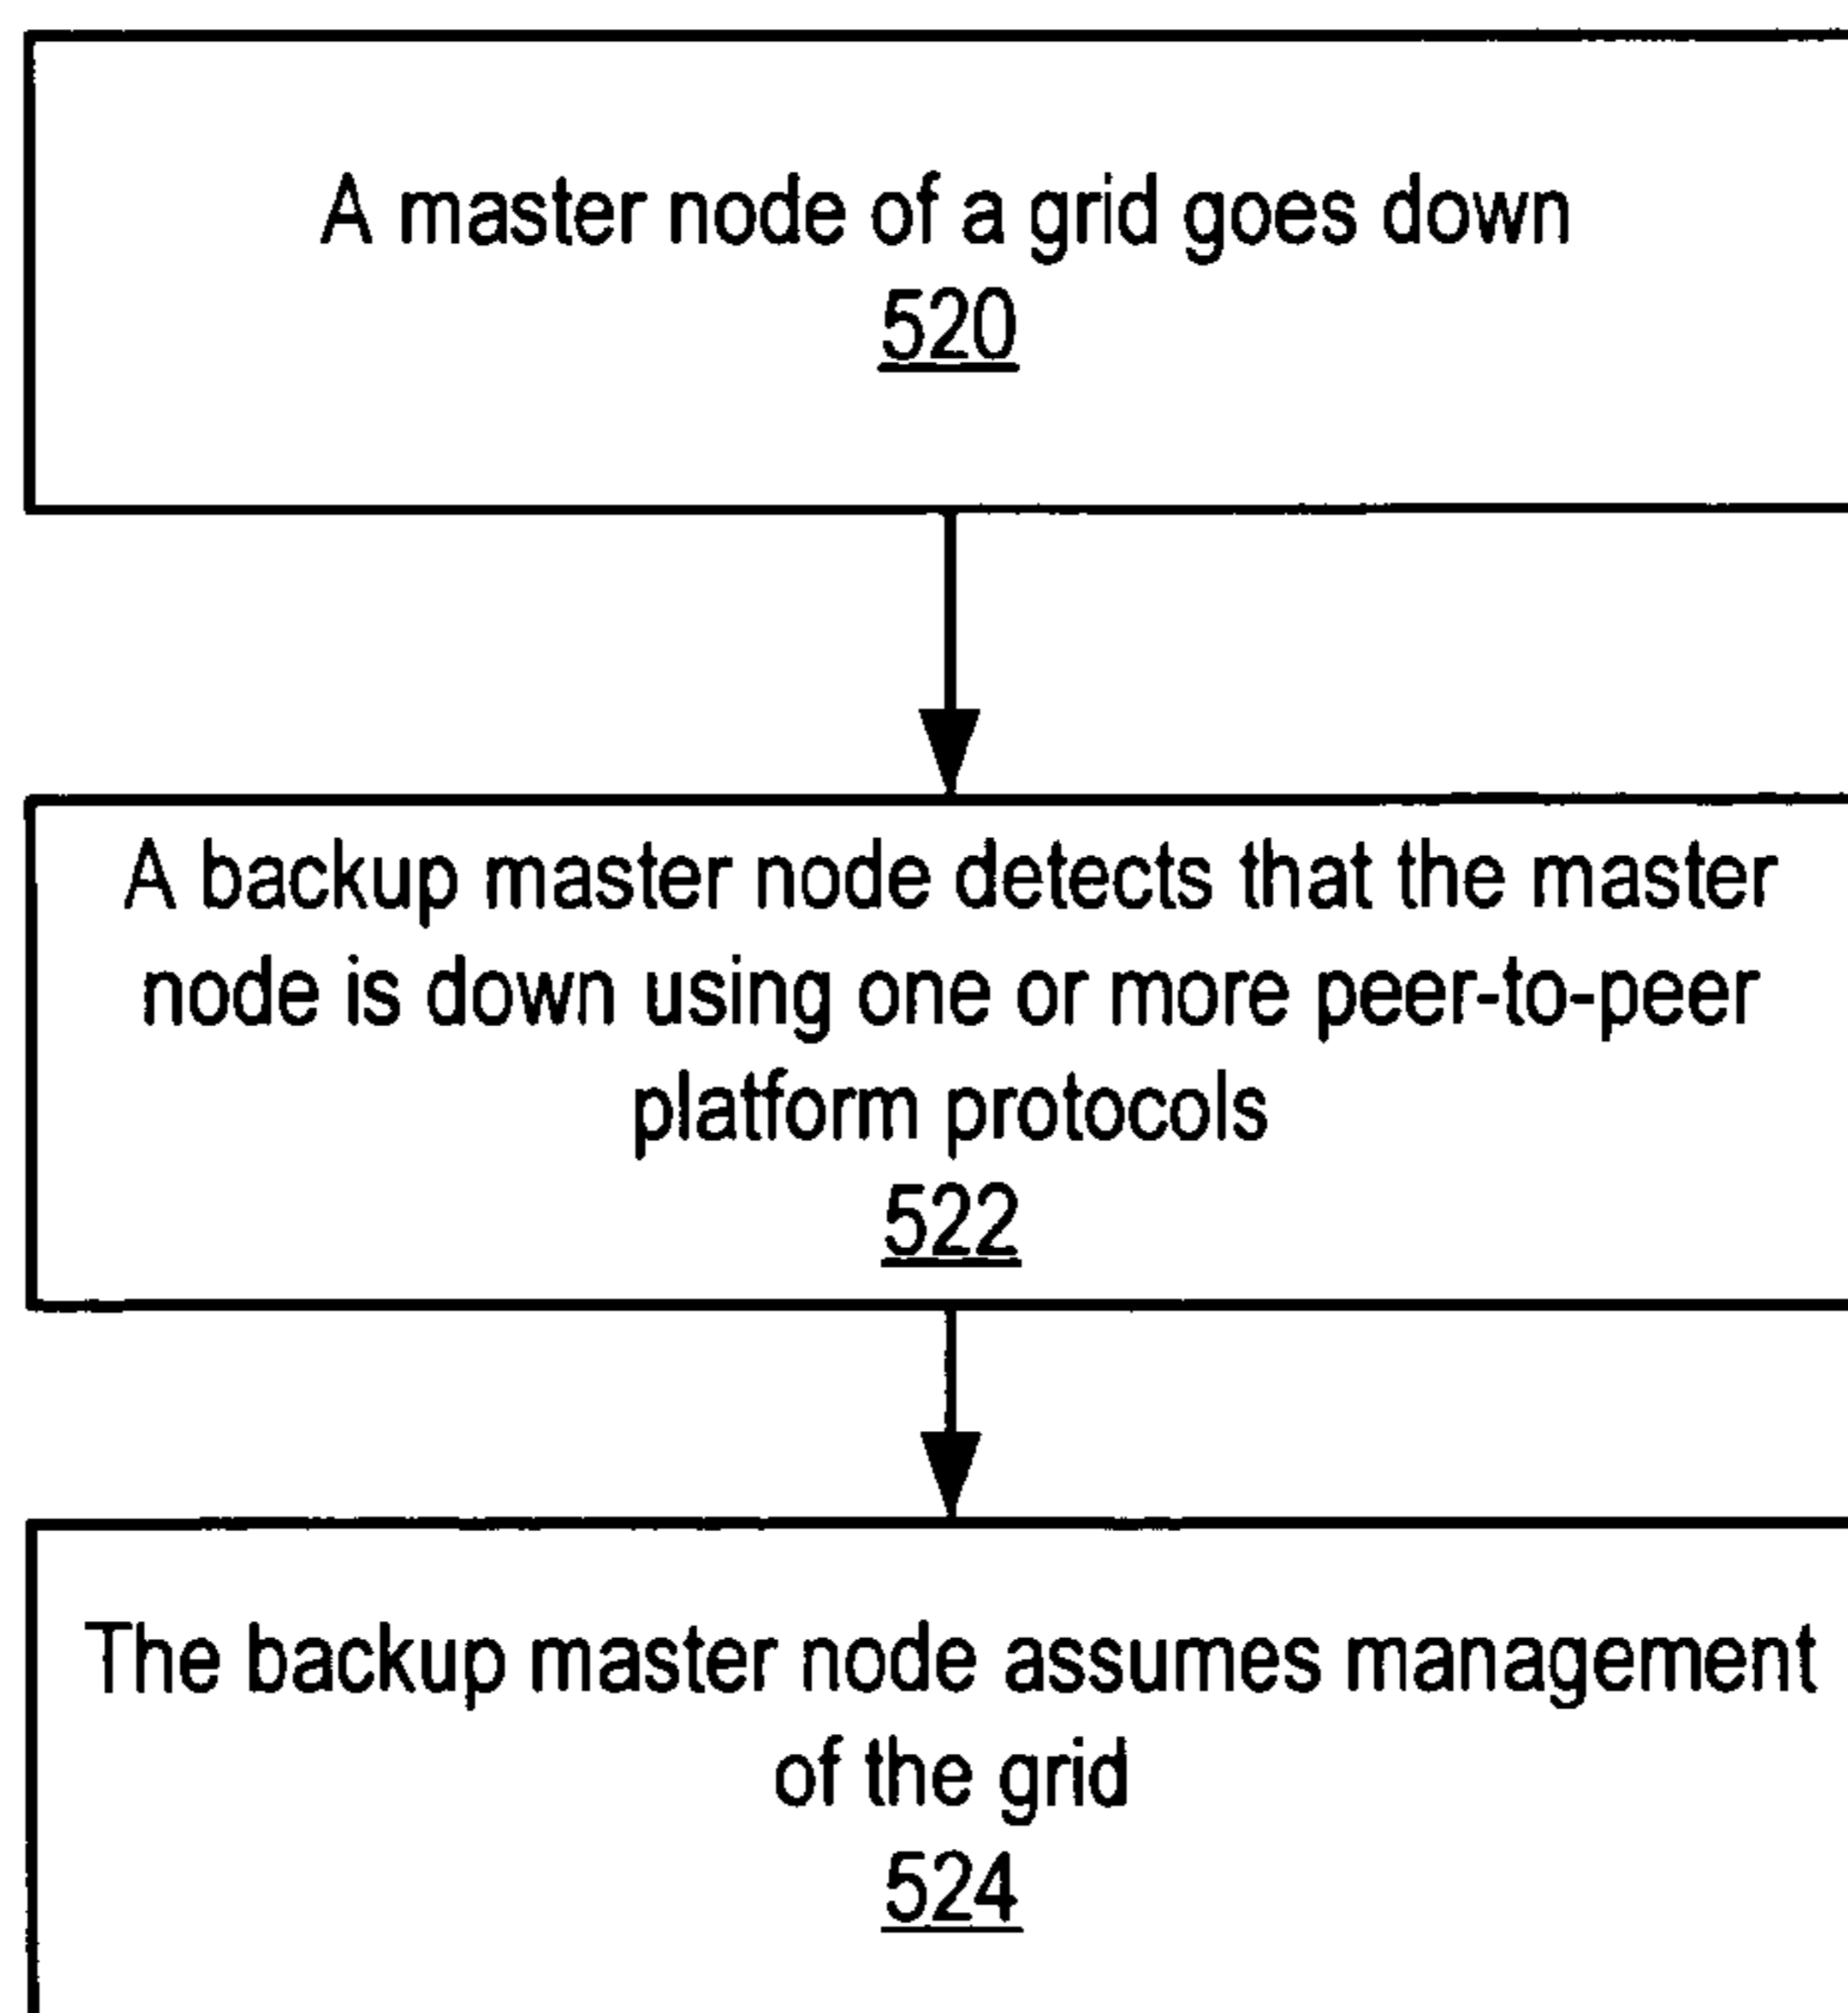 A master node of a grid goes down
520
A backup master node detects that the master
node is down using one or more peer-to-peer
platform protocols
522
The backup master node assumes management
of the grid
524